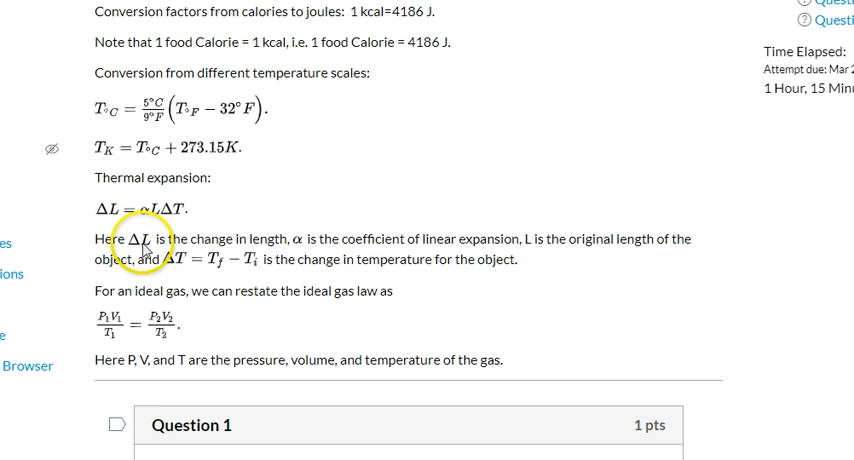 Conversion factors from calories to joules: 1 kcal=4186 J.
Note that 1 food Calorie = 1 kcal, i.e. 1 food Calorie = 4186 J.
Time Elapsed:
Conversion from different temperature scales:
Attempt due: Mar
T°C = 5°C/9°F (T°F − 32°F).
1 Hour, 15
TK = T°C + 273.15K.
Thermal expansion:
ΔL = αLΔT.
Here ΔL is the change in length, α is the coefficient of linear expansion, L is the original length of the
object, and ΔT = Tf − Ti is the change in temperature for the object.
For an ideal gas, we can restate the ideal gas law as
P1V1/T1 = P2V2/T2.
Browser
Here P, V, and T are the pressure, volume, and temperature of the gas.
Question 1
1 pts